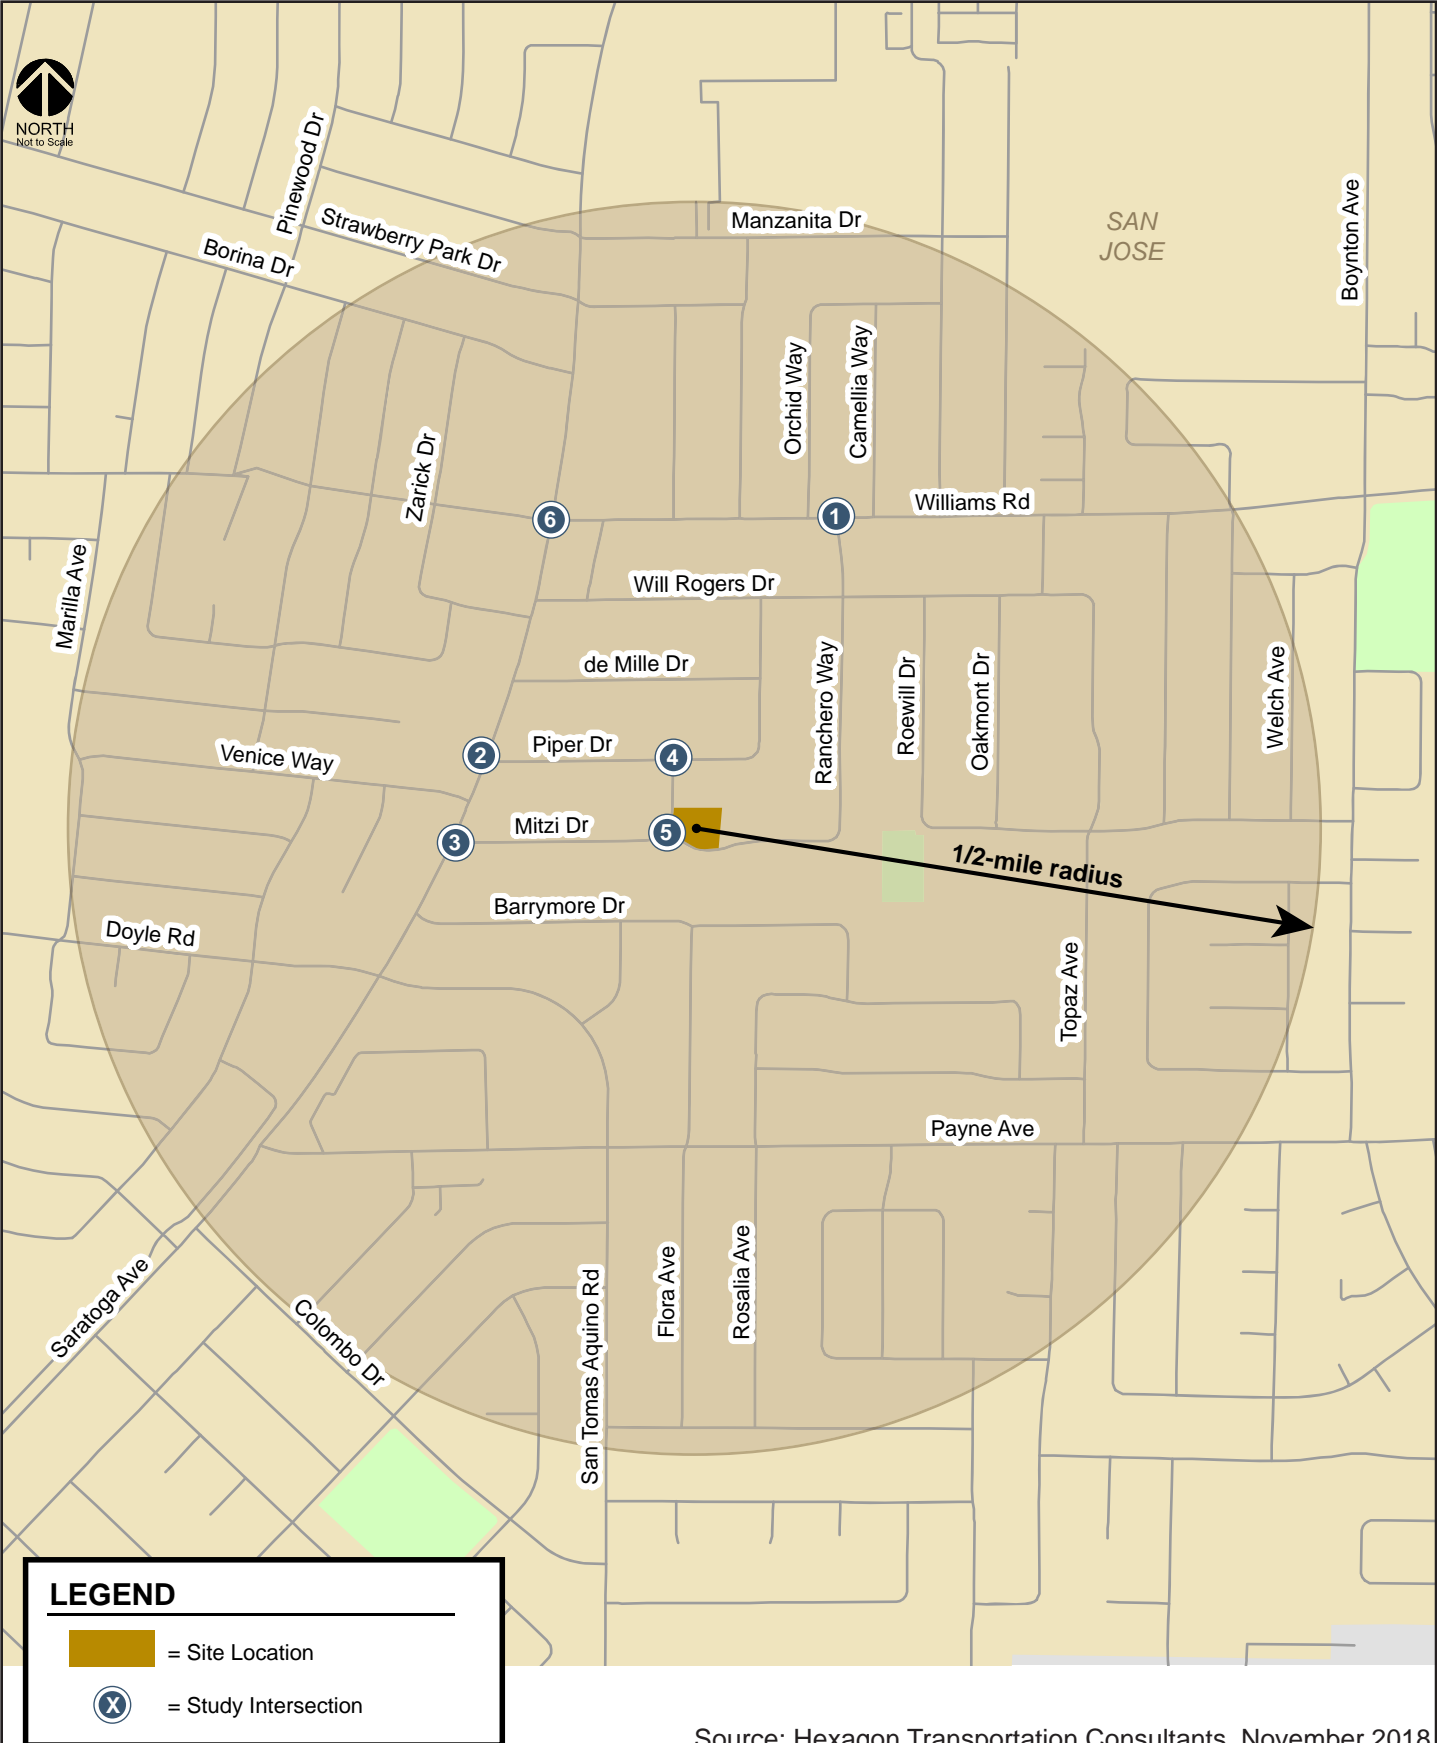 NORTH
Not to Scale
Pinewood Dr
Strawberry Park Dr
Borina Dr
Manzanita Dr
SAN
JOSE
Boynton Ave
Orchid Way
Camellia Way
Zarick Dr
Williams Rd
6
1
Marilla Ave
Will Rogers Dr
de Mille Dr
Ranchero Way
Roewill Dr
Oakmont Dr
Welch Ave
Venice Way
2
Piper Dr
4
3
Mitzi Dr
5
1/2-mile radius
Barrymore Dr
Doyle Rd
Topaz Ave
Payne Ave
Saratoga Ave
Colombo Dr
San Tomas Aquino Rd
Flora Ave
Rosalia Ave
LEGEND
= Site Location
X = Study Intersection
Source: Hexagon Transportation Consultants, November 2018